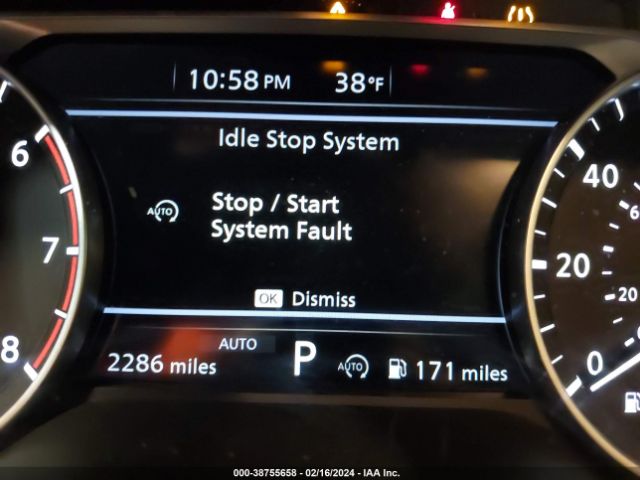 10:58 PM 38°F
Idle Stop System
AUTO
Stop / Start
System Fault
OK Dismiss
AUTO
2286 miles P AUTO 171 miles
6
7
8
40
20
0
20
000-38755658 - 02/16/2024 - IAA Inc.